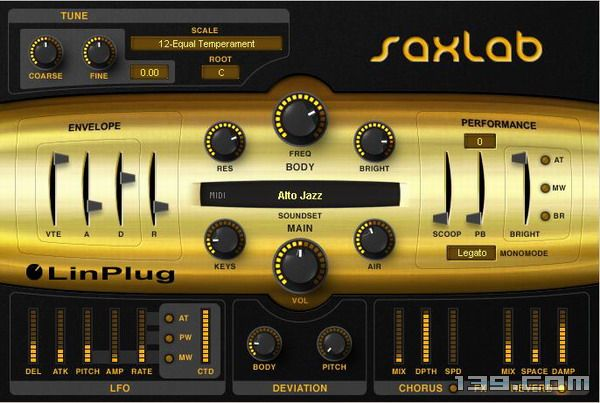 TUNE
SCALE
12-Equal Temperament
ROOT
COARSE FINE 0.00 C
saxlab
ENVELOPE
PERFORMANCE
0
RES FREQ BRIGHT
BODY
AT
MIDI Alto Jazz
MW
SOUNDSET
BR
VTE A D R
MAIN
SCOOP PB BRIGHT
KEYS AIR
Legato MONOMODE
LinPlug
VOL
AT
PW
MW
BODY PITCH
DEL ATK PITCH AMP RATE CTD
MIX DPTH SPD MIX SPACE DAMP
LFO DEVIATION CHORUS FX REVERB
139.com